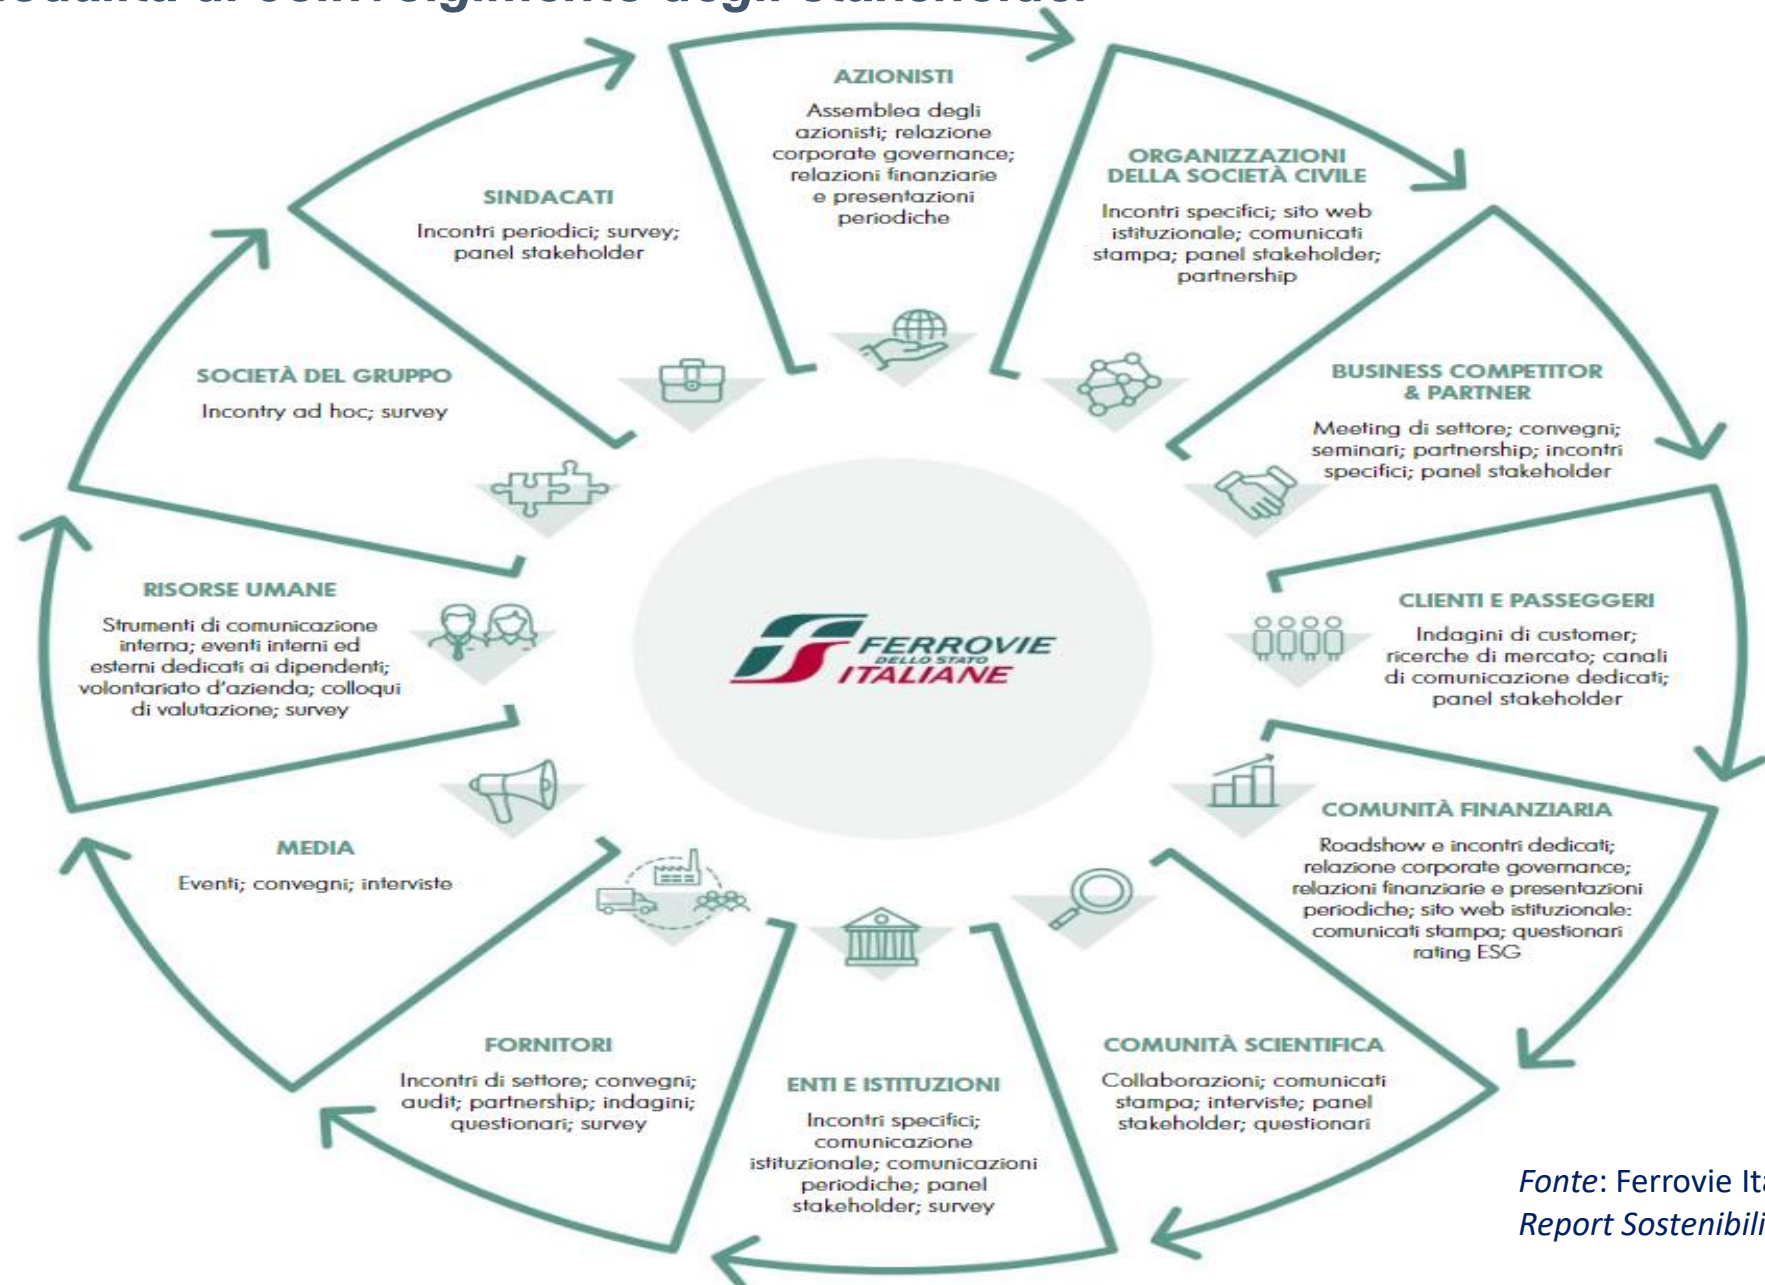 di coinvolgimento degli stakeholder
AZIONISTI
Assemblea degli
azionisti; relazione
corporate governance;
relazioni finanziarie
e presentazioni
periodiche
ORGANIZZAZIONI
DELLA SOCIETÀ CIVILE
Incontri specifici; sito web
istituzionale; comunicati
stampa; panel stakeholder;
partnership
BUSINESS COMPETITOR
& PARTNER
Meeting di settore; convegni;
seminari; partnership; incontri
specifici; panel stakeholder
CLIENTI E PASSEGGERI
Indagini di customer;
ricerche di mercato; canali
di comunicazione dedicati;
panel stakeholder
COMUNITÀ FINANZIARIA
Roadshow e incontri dedicati;
relazione corporate governance;
relazioni finanziarie e presentazioni
periodiche; sito web istituzionale:
comunicati stampa; questionari
rating ESG
COMUNITÀ SCIENTIFICA
Collaborazioni; comunicati
stampa; interviste; panel
stakeholder; questionari
ENTI E ISTITUZIONI
Incontri specifici;
comunicazione
istituzionale; comunicazioni
periodiche; panel
stakeholder; survey
FORNITORI
Incontri di settore; convegni;
audit; partnership; indagini;
questionari; survey
MEDIA
Eventi; convegni; interviste
RISORSE UMANE
Strumenti di comunicazione
interna; eventi interni ed
esterni dedicati ai dipendenti;
volontariato d'azienda; colloqui
di valutazione; survey
SOCIETÀ DEL GRUPPO
Incontry ad hoc; survey
SINDACATI
Incontri periodici; survey;
panel stakeholder
FERROVIE
DELLO STATO
ITALIANE
Fonte: Ferrovie
Report